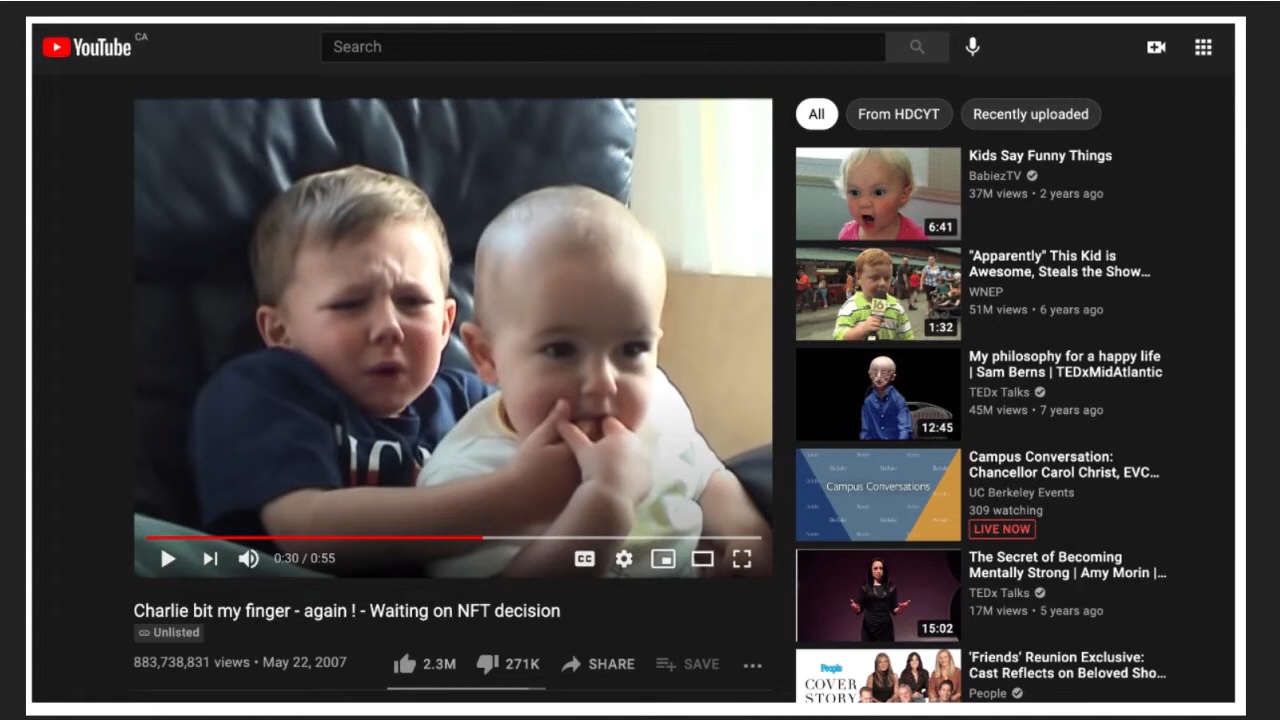 YouTube CA
Search
All
From HDCYT
Recently uploaded
Kids Say Funny Things
BabiezTV
37M views • 2 years ago
6:41
"Apparently" This Kid is
Awesome, Steals the Show...
WNEP
51M views • 6 years ago
16
1:32
My philosophy for a happy life
| Sam Berns | TEDxMidAtlantic
TEDx Talks
45M views • 7 years ago
12:45
Campus Conversations
Campus Conversation:
Chancellor Carol Christ, EVC...
UC Berkeley Events
309 watching
LIVE NOW
The Secret of Becoming
Mentally Strong | Amy Morin |...
TEDx Talks
17M views • 5 years ago
15:02
People
COVER
STORY
'Friends' Reunion Exclusive:
Cast Reflects on Beloved Sho...
People
0:30 / 0:55
CC
Charlie bit my finger - again ! - Waiting on NFT decision
Unlisted
883,738,831 views • May 22, 2007
2.3M
271K
SHARE
SAVE